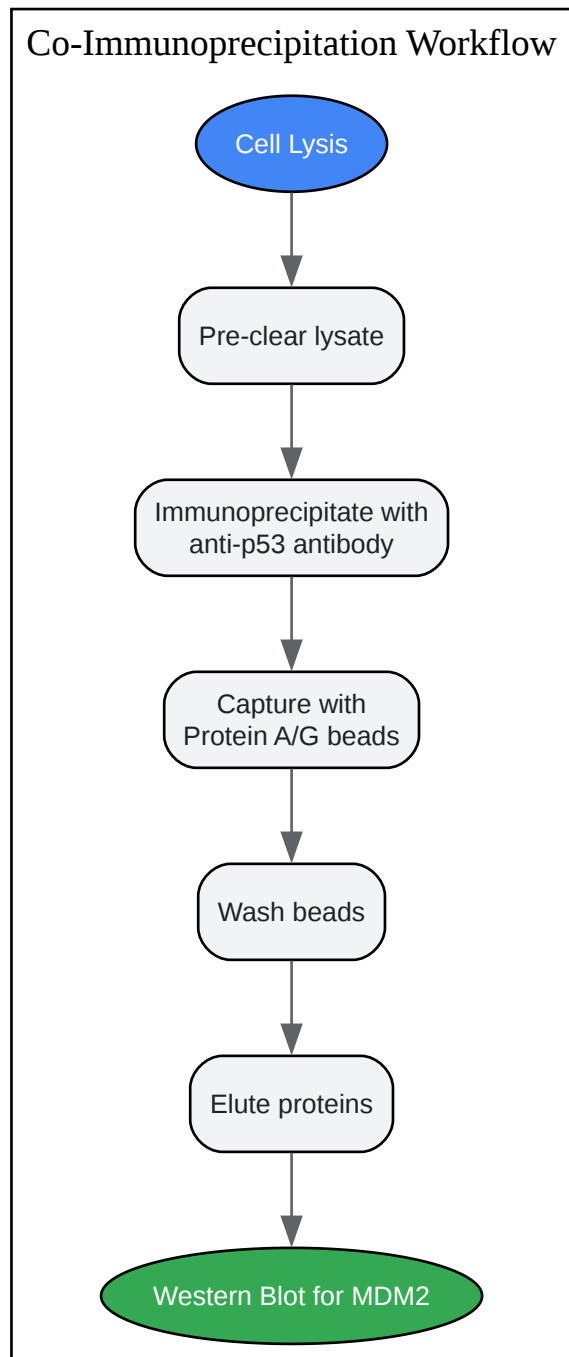 Co-Immunoprecipitation Workflow
Cell Lysis
Pre-clear lysate
Immunoprecipitate with
anti-p53 antibody
Capture with
Protein A/G beads
Wash beads
Elute proteins
Western Blot for MDM2